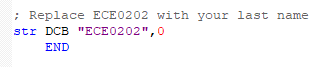 ; Replace ECE0202 with your last name
str DCB "ECE0202",0
END